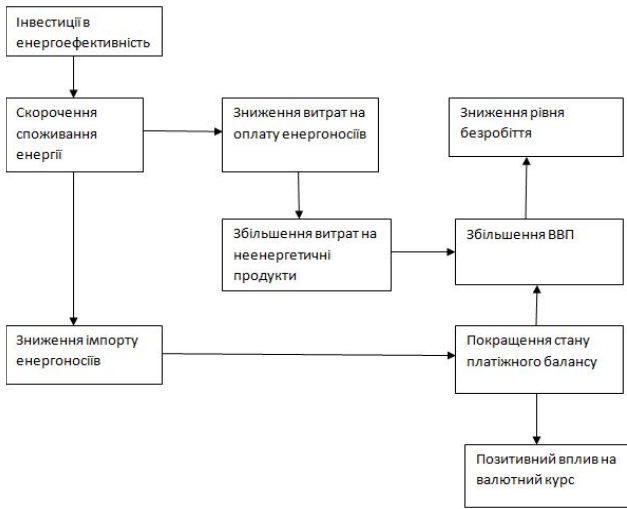 Інвестиції в
енергоефективність
Скорочення
споживання
енергії
Зниження витрат на
оплату енергоносіїв
Зниження рівня
безробіття
Збільшення витрат на
неенергетичні
продукти
Збільшення ВВП
Зниження імпорту
енергоносіїв
Покращення стану
платіжного балансу
Позитивний вплив на
валютний курс